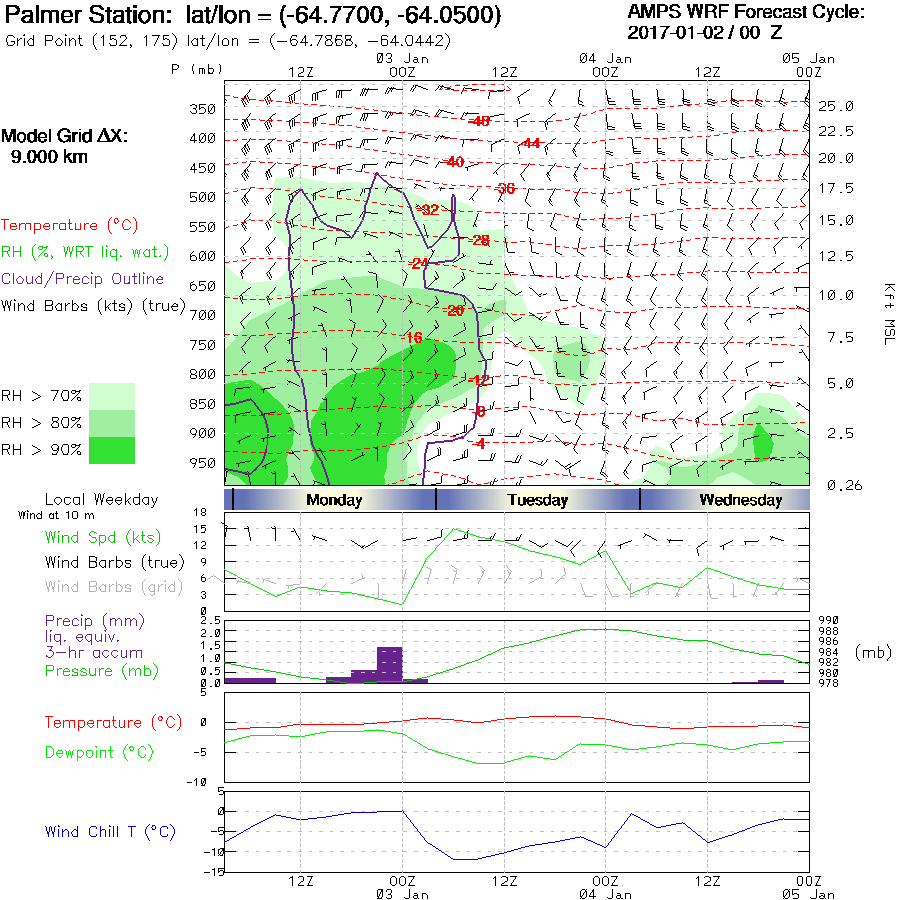 Palmer Station: lat/lon = (-64.7700, -64.0500)
AMPS WRF Forecast Cycle:
2017-01-02 / 00 Z
Grid Point (152, 175) lat/lon = (-64.7868, -64.0442)
03 Jan 04 Jan 05 Jan
P (mb) 12Z 00Z 12Z 00Z 12Z 00Z
Model Grid ΔX:
9.000 km
350
400
450
500
550
600
650
700
750
800
850
900
950
25.0
22.5
20.0
17.5
15.0
12.5
10.0
7.5
5.0
2.5
0.26
Kft MSL
-48
-44
-40
-36
-32
-28
-24
-20
-16
-12
-8
-4
Temperature (°C)
RH (%, WRT liq. wat.)
Cloud/Precip Outline
Wind Barbs (kts) (true)
RH > 70%
RH > 80%
RH > 90%
Local Weekday Monday Tuesday Wednesday
Wind at 10 m
Wind Spd (kts)
Wind Barbs (true)
Wind Barbs (grid)
18
15
12
9
6
3
0
Precip (mm)
liq. equiv.
3-hr accum
Pressure (mb)
2.5
2.0
1.5
1.0
0.5
0.0
990
988
986
984
982
980
978
(mb)
Temperature (°C)
Dewpoint (°C)
5
0
-5
-10
Wind Chill T (°C)
5
0
-5
-10
-15
12Z 00Z 12Z 00Z 12Z 00Z
03 Jan 04 Jan 05 Jan